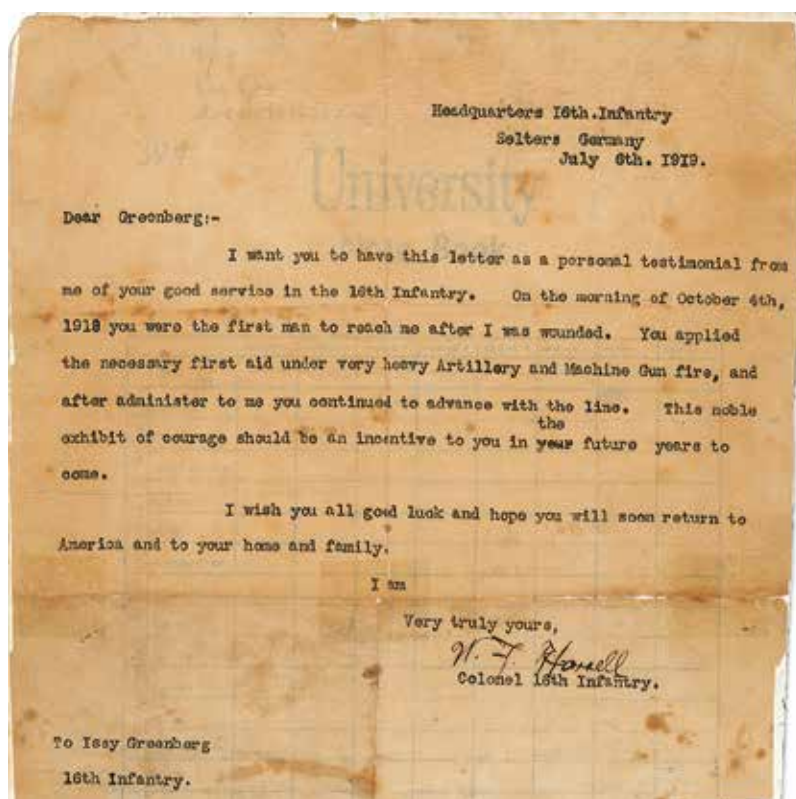 Headquarters 16th.Infantry
Selters Germany
July 6th. 1919.
University
Book
Dear Greenberg:-
I want you to have this letter as a personal testimonial from
me of your good service in the 16th Infantry. On the morning of October 4th,
1918 you were the first man to reach me after I was wounded. You applied
the necessary first aid under very heavy Artillery and Machine Gun fire, and
after administer to me you continued to advance with the line. This noble
the
exhibit of courage should be an incentive to you in your future years to
come.
I wish you all good luck and hope you will soon return to
America and to your home and family.
I am
Very truly yours,
W. F. Harrell
Colonel 16th Infantry.
To Issy Greenberg
16th Infantry.